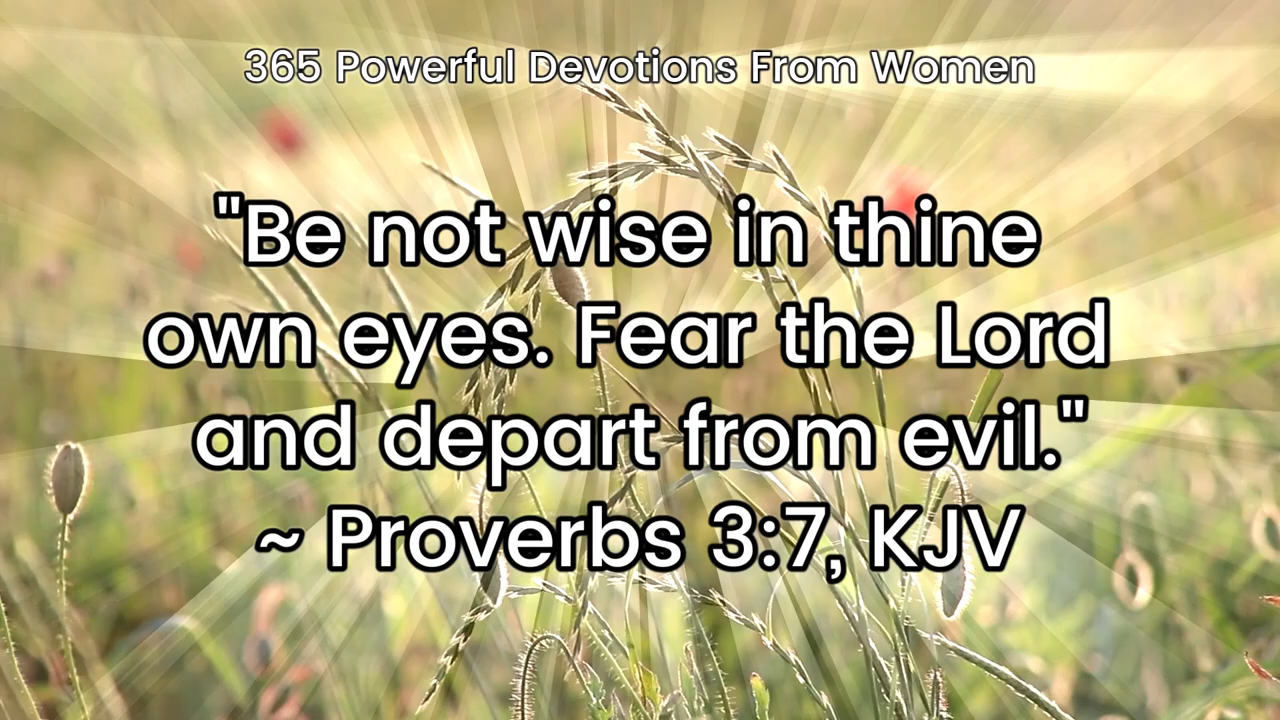 365 Powerful Devotions From Women
"Be not wise in thine
own eyes. Fear the Lord
and depart from evil."
~ Proverbs 3:7, KJV